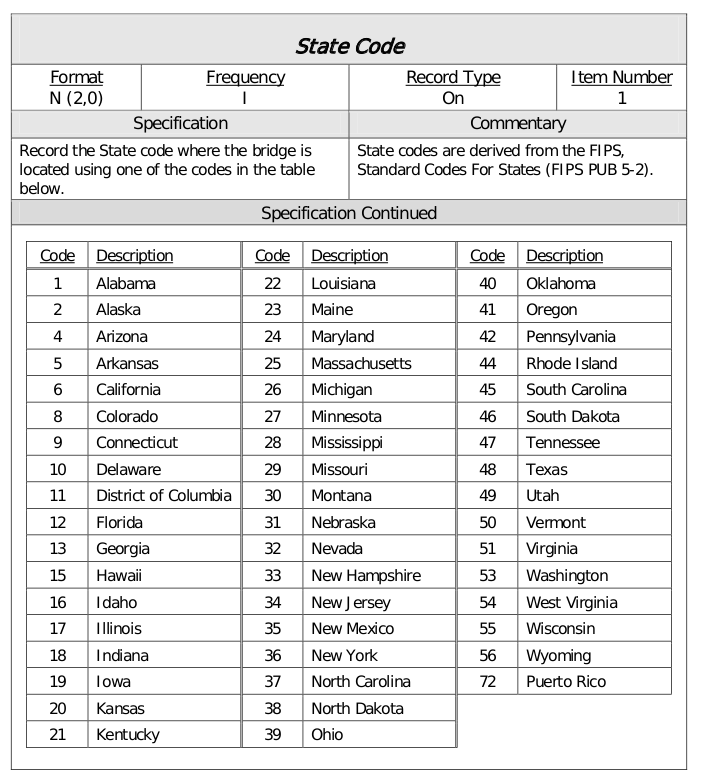 State Code
Format Frequency Record Type Item Number
N (2,0) I On 1
Specification Commentary
Record the State code where the bridge is
located using one of the codes in the table
below.
State codes are derived from the FIPS,
Standard Codes For States (FIPS PUB 5-2).
Specification Continued
Code Description Code Description Code Description
1 Alabama 22 Louisiana 40 Oklahoma
2 Alaska 23 Maine 41 Oregon
4 Arizona 24 Maryland 42 Pennsylvania
5 Arkansas 25 Massachusetts 44 Rhode Island
6 California 26 Michigan 45 South Carolina
8 Colorado 27 Minnesota 46 South Dakota
9 Connecticut 28 Mississippi 47 Tennessee
10 Delaware 29 Missouri 48 Texas
11 District of Columbia 30 Montana 49 Utah
12 Florida 31 Nebraska 50 Vermont
13 Georgia 32 Nevada 51 Virginia
15 Hawaii 33 New Hampshire 53 Washington
16 Idaho 34 New Jersey 54 West Virginia
17 Illinois 35 New Mexico 55 Wisconsin
18 Indiana 36 New York 56 Wyoming
19 Iowa 37 North Carolina 72 Puerto Rico
20 Kansas 38 North Dakota
21 Kentucky 39 Ohio